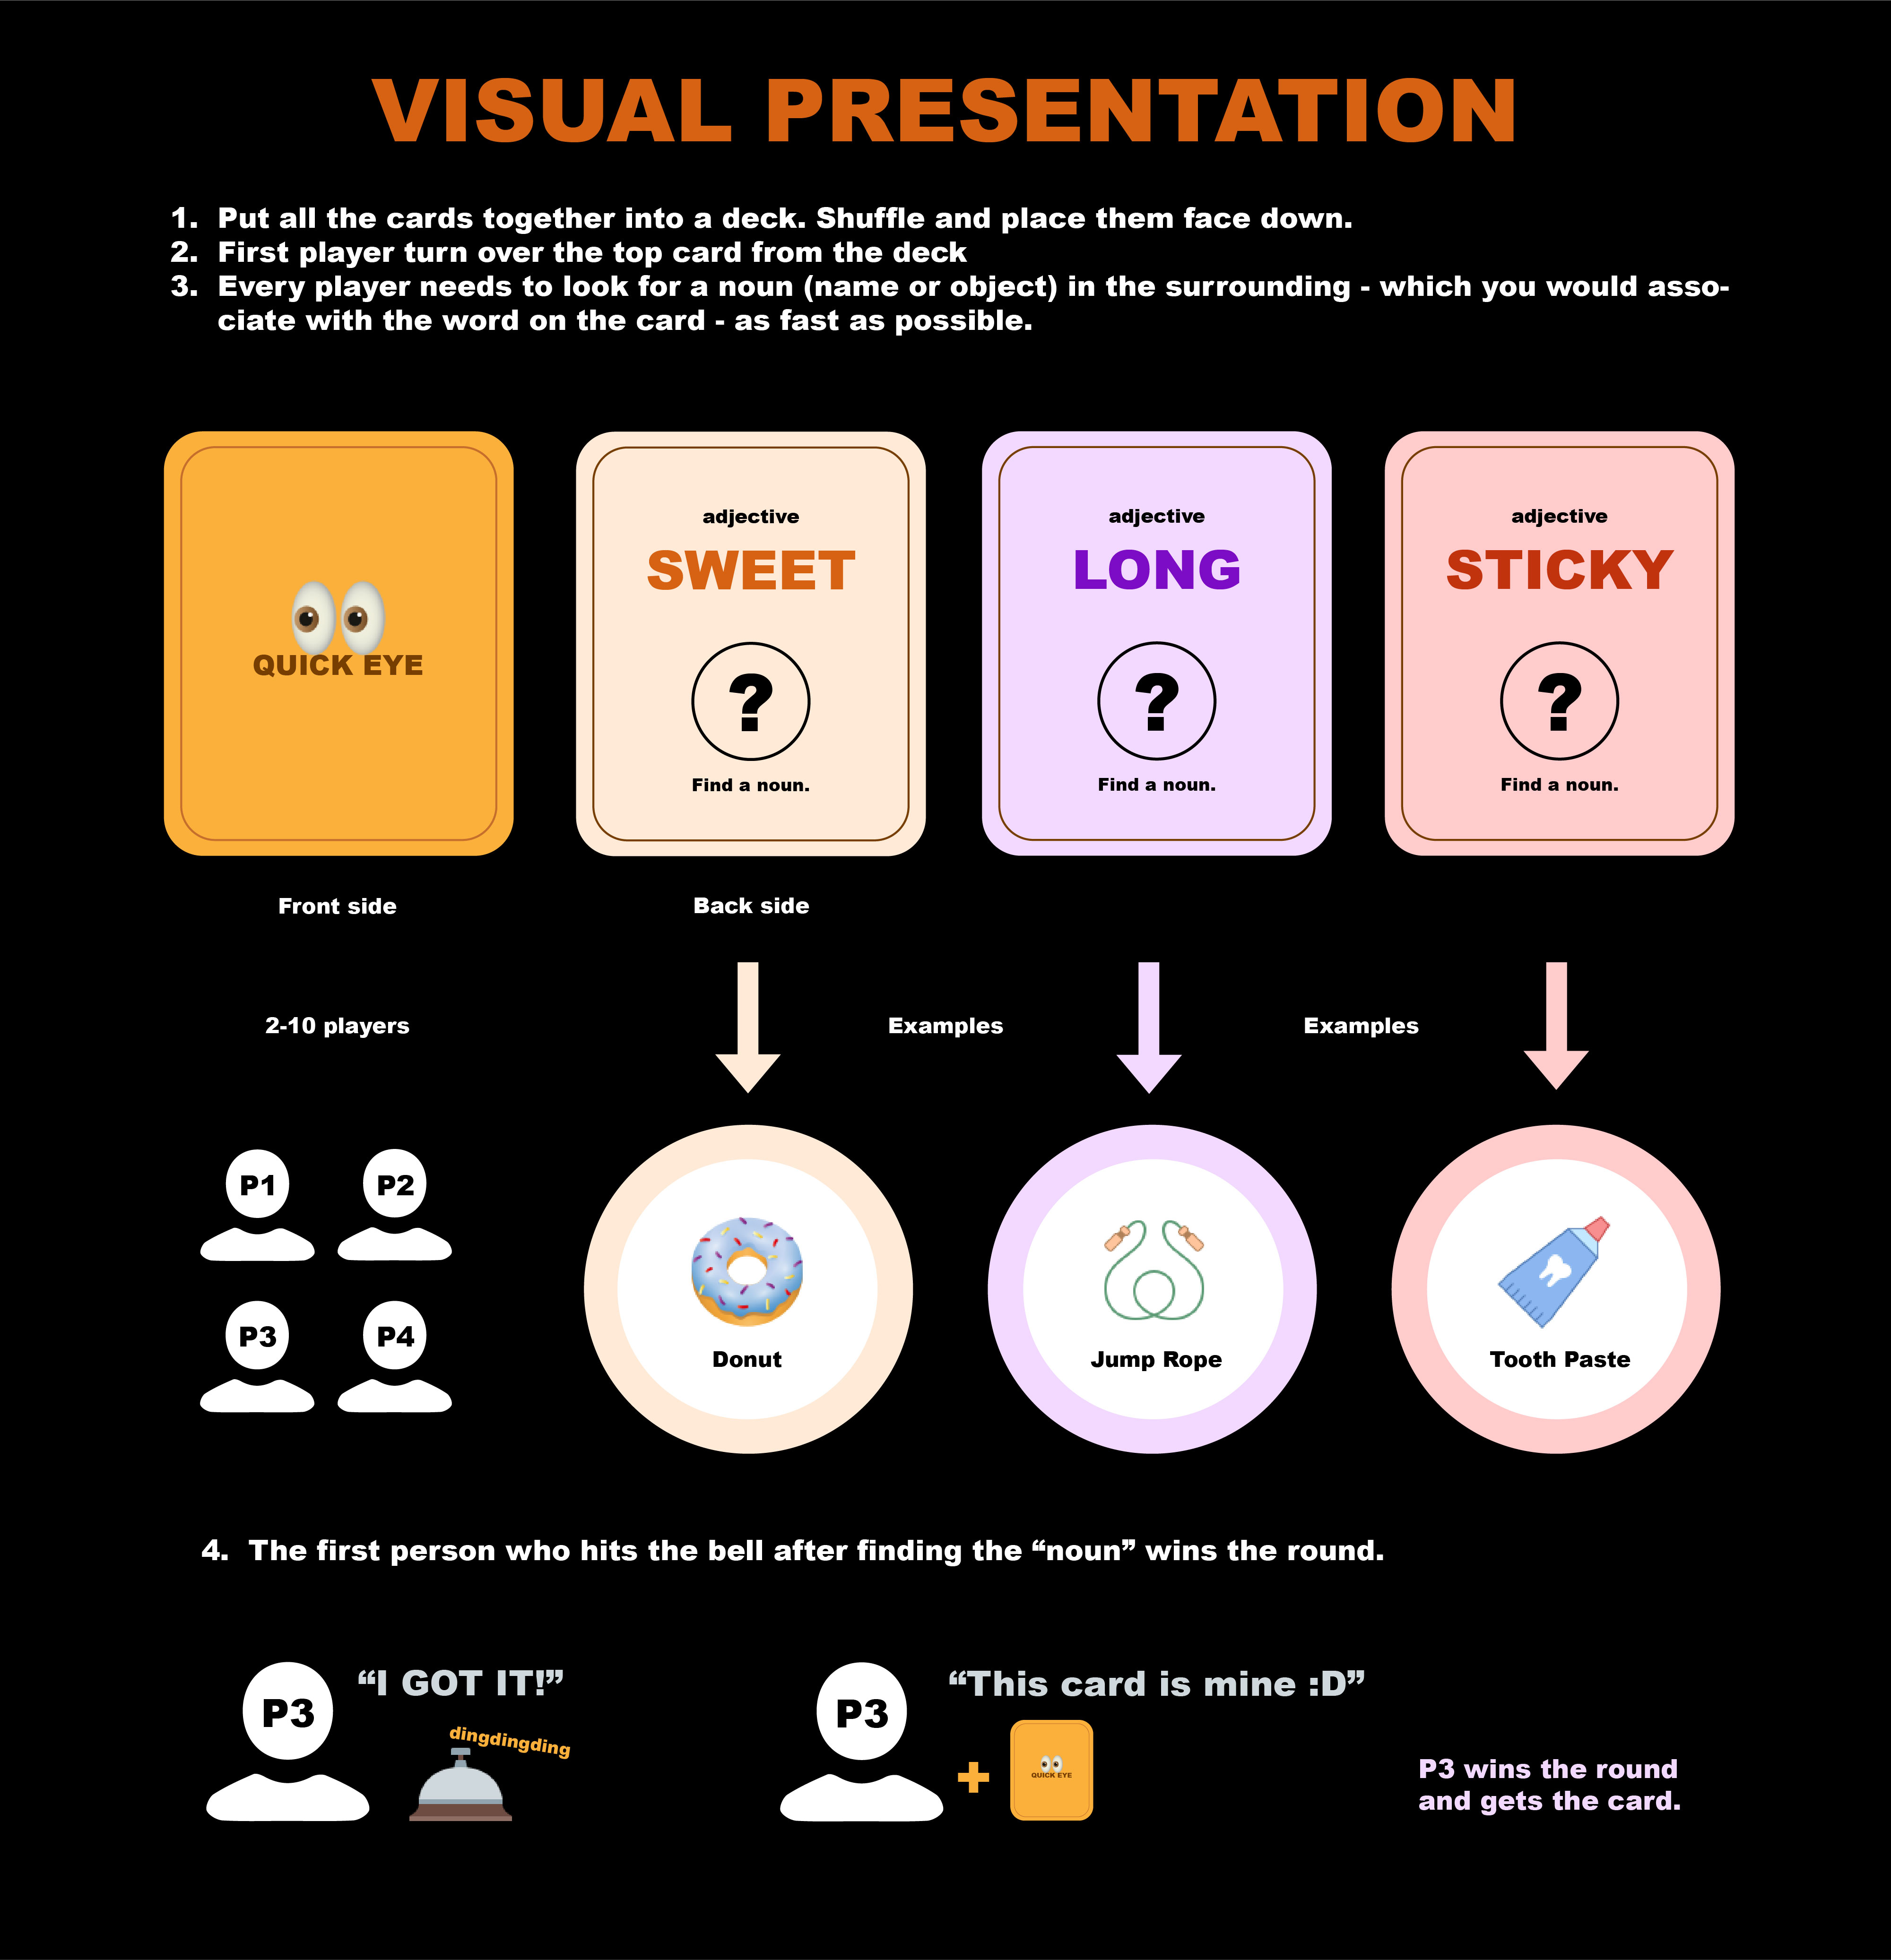 VISUAL PRESENTATION
1. Put all the cards together into a deck. Shuffle and place them face down.
2. First player turn over the top card from the deck
3. Every player needs to look for a noun (name or object) in the surrounding - which you would asso-
ciate with the word on the card - as fast as possible.
QUICK EYE
adjective
SWEET
?
Find a noun.
adjective
LONG
?
Find a noun.
adjective
STICKY
?
Find a noun.
Front side
Back side
2-10 players
Examples
Examples
P1
P2
P3
P4
Donut
Jump Rope
Tooth Paste
4. The first person who hits the bell after finding the “noun” wins the round.
P3
“I GOT IT!”
dingdingding
P3
“This card is mine :D”
QUICK EYE
P3 wins the round
and gets the card.